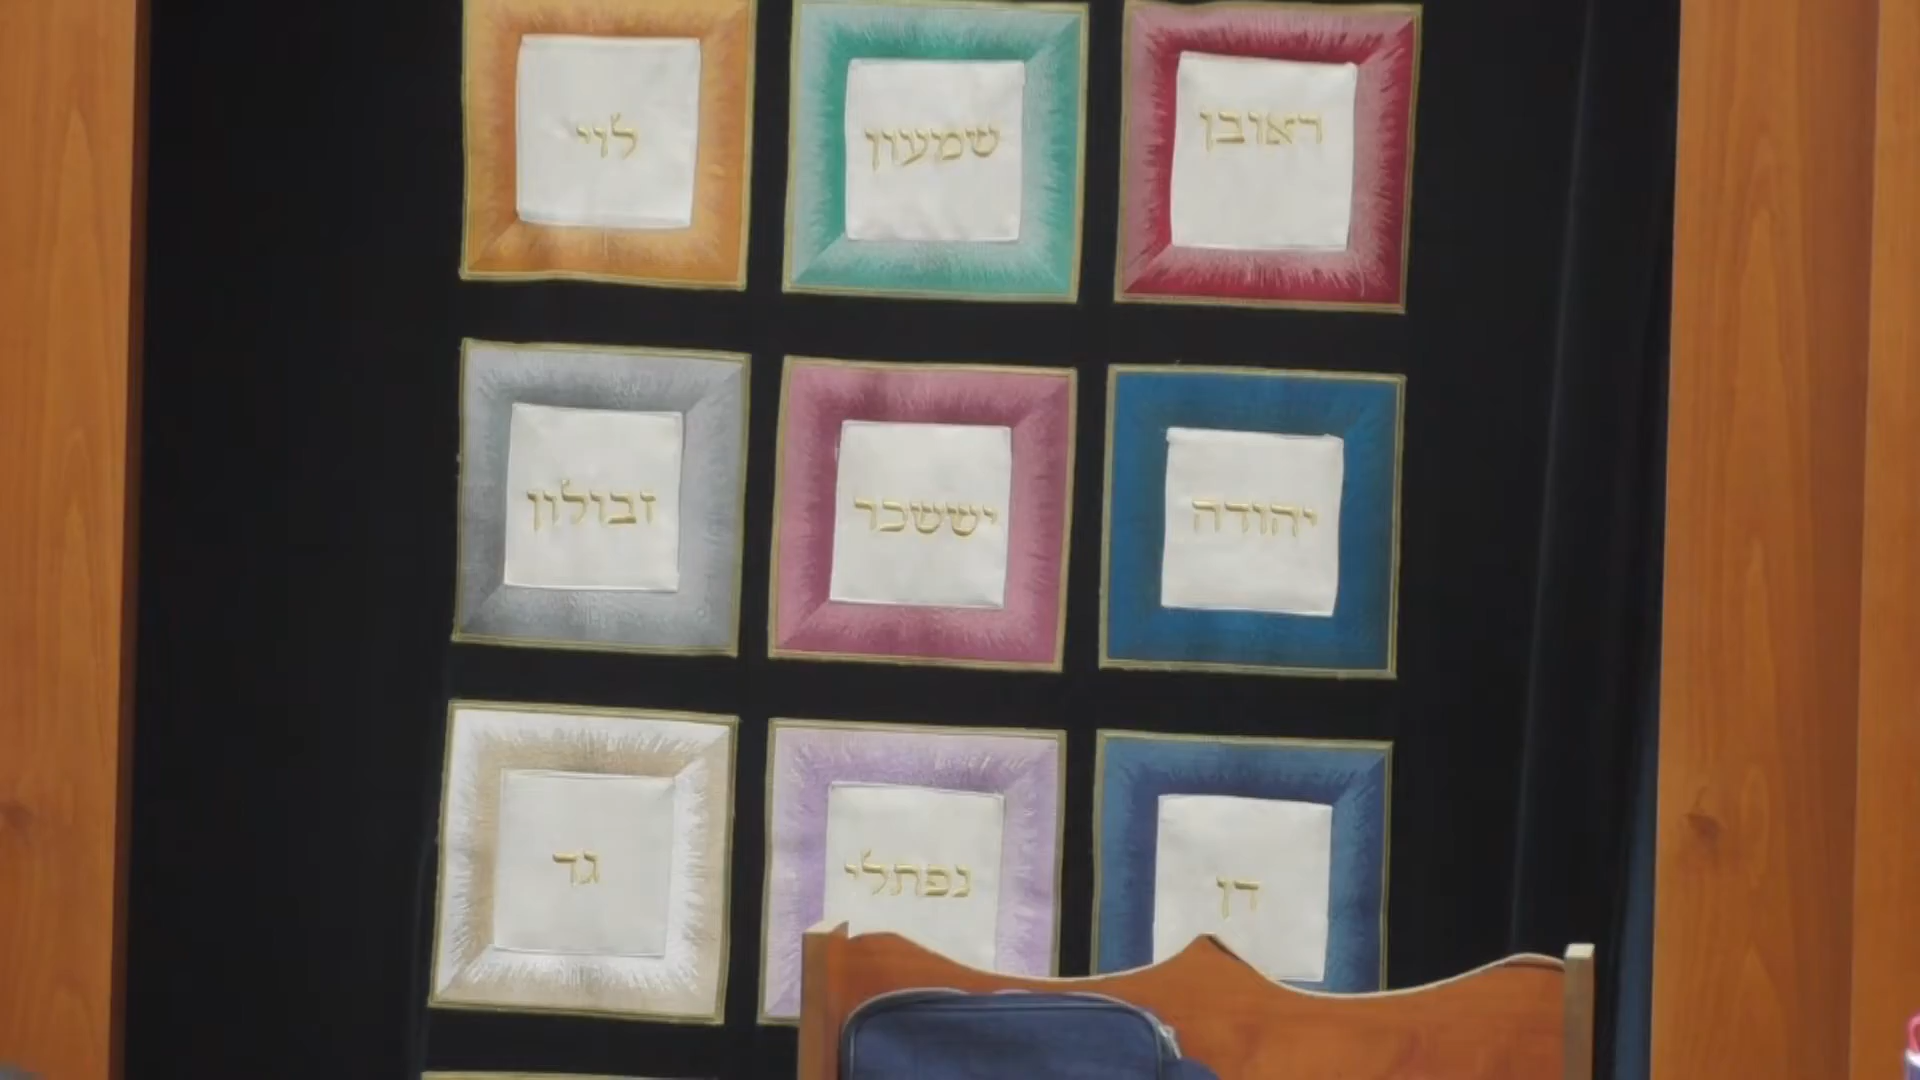 ראובן
שמעון
לוי
יהודה
יששכר
זבולון
דן
נפתלי
גד